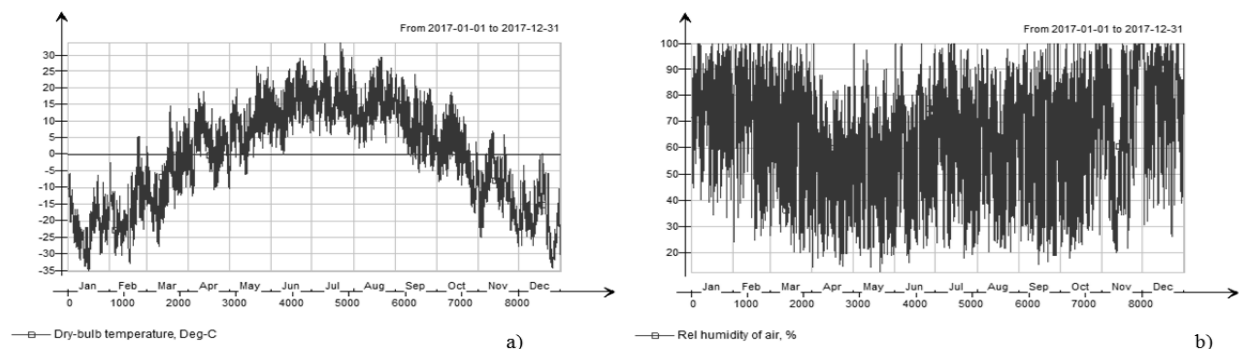 From 2017-01-01 to 2017-12-31
30
25
20
15
10
5
0
-5
-10
-15
-20
-25
-30
-35
Jan Feb Mar Apr May Jun Jul Aug Sep Oct Nov Dec
0 1000 2000 3000 4000 5000 6000 7000 8000
Dry-bulb temperature, Deg-C
a)
From 2017-01-01 to 2017-12-31
100
90
80
70
60
50
40
30
20
Jan Feb Mar Apr May Jun Jul Aug Sep Oct Nov Dec
0 1000 2000 3000 4000 5000 6000 7000 8000
Rel humidity of air, %
b)